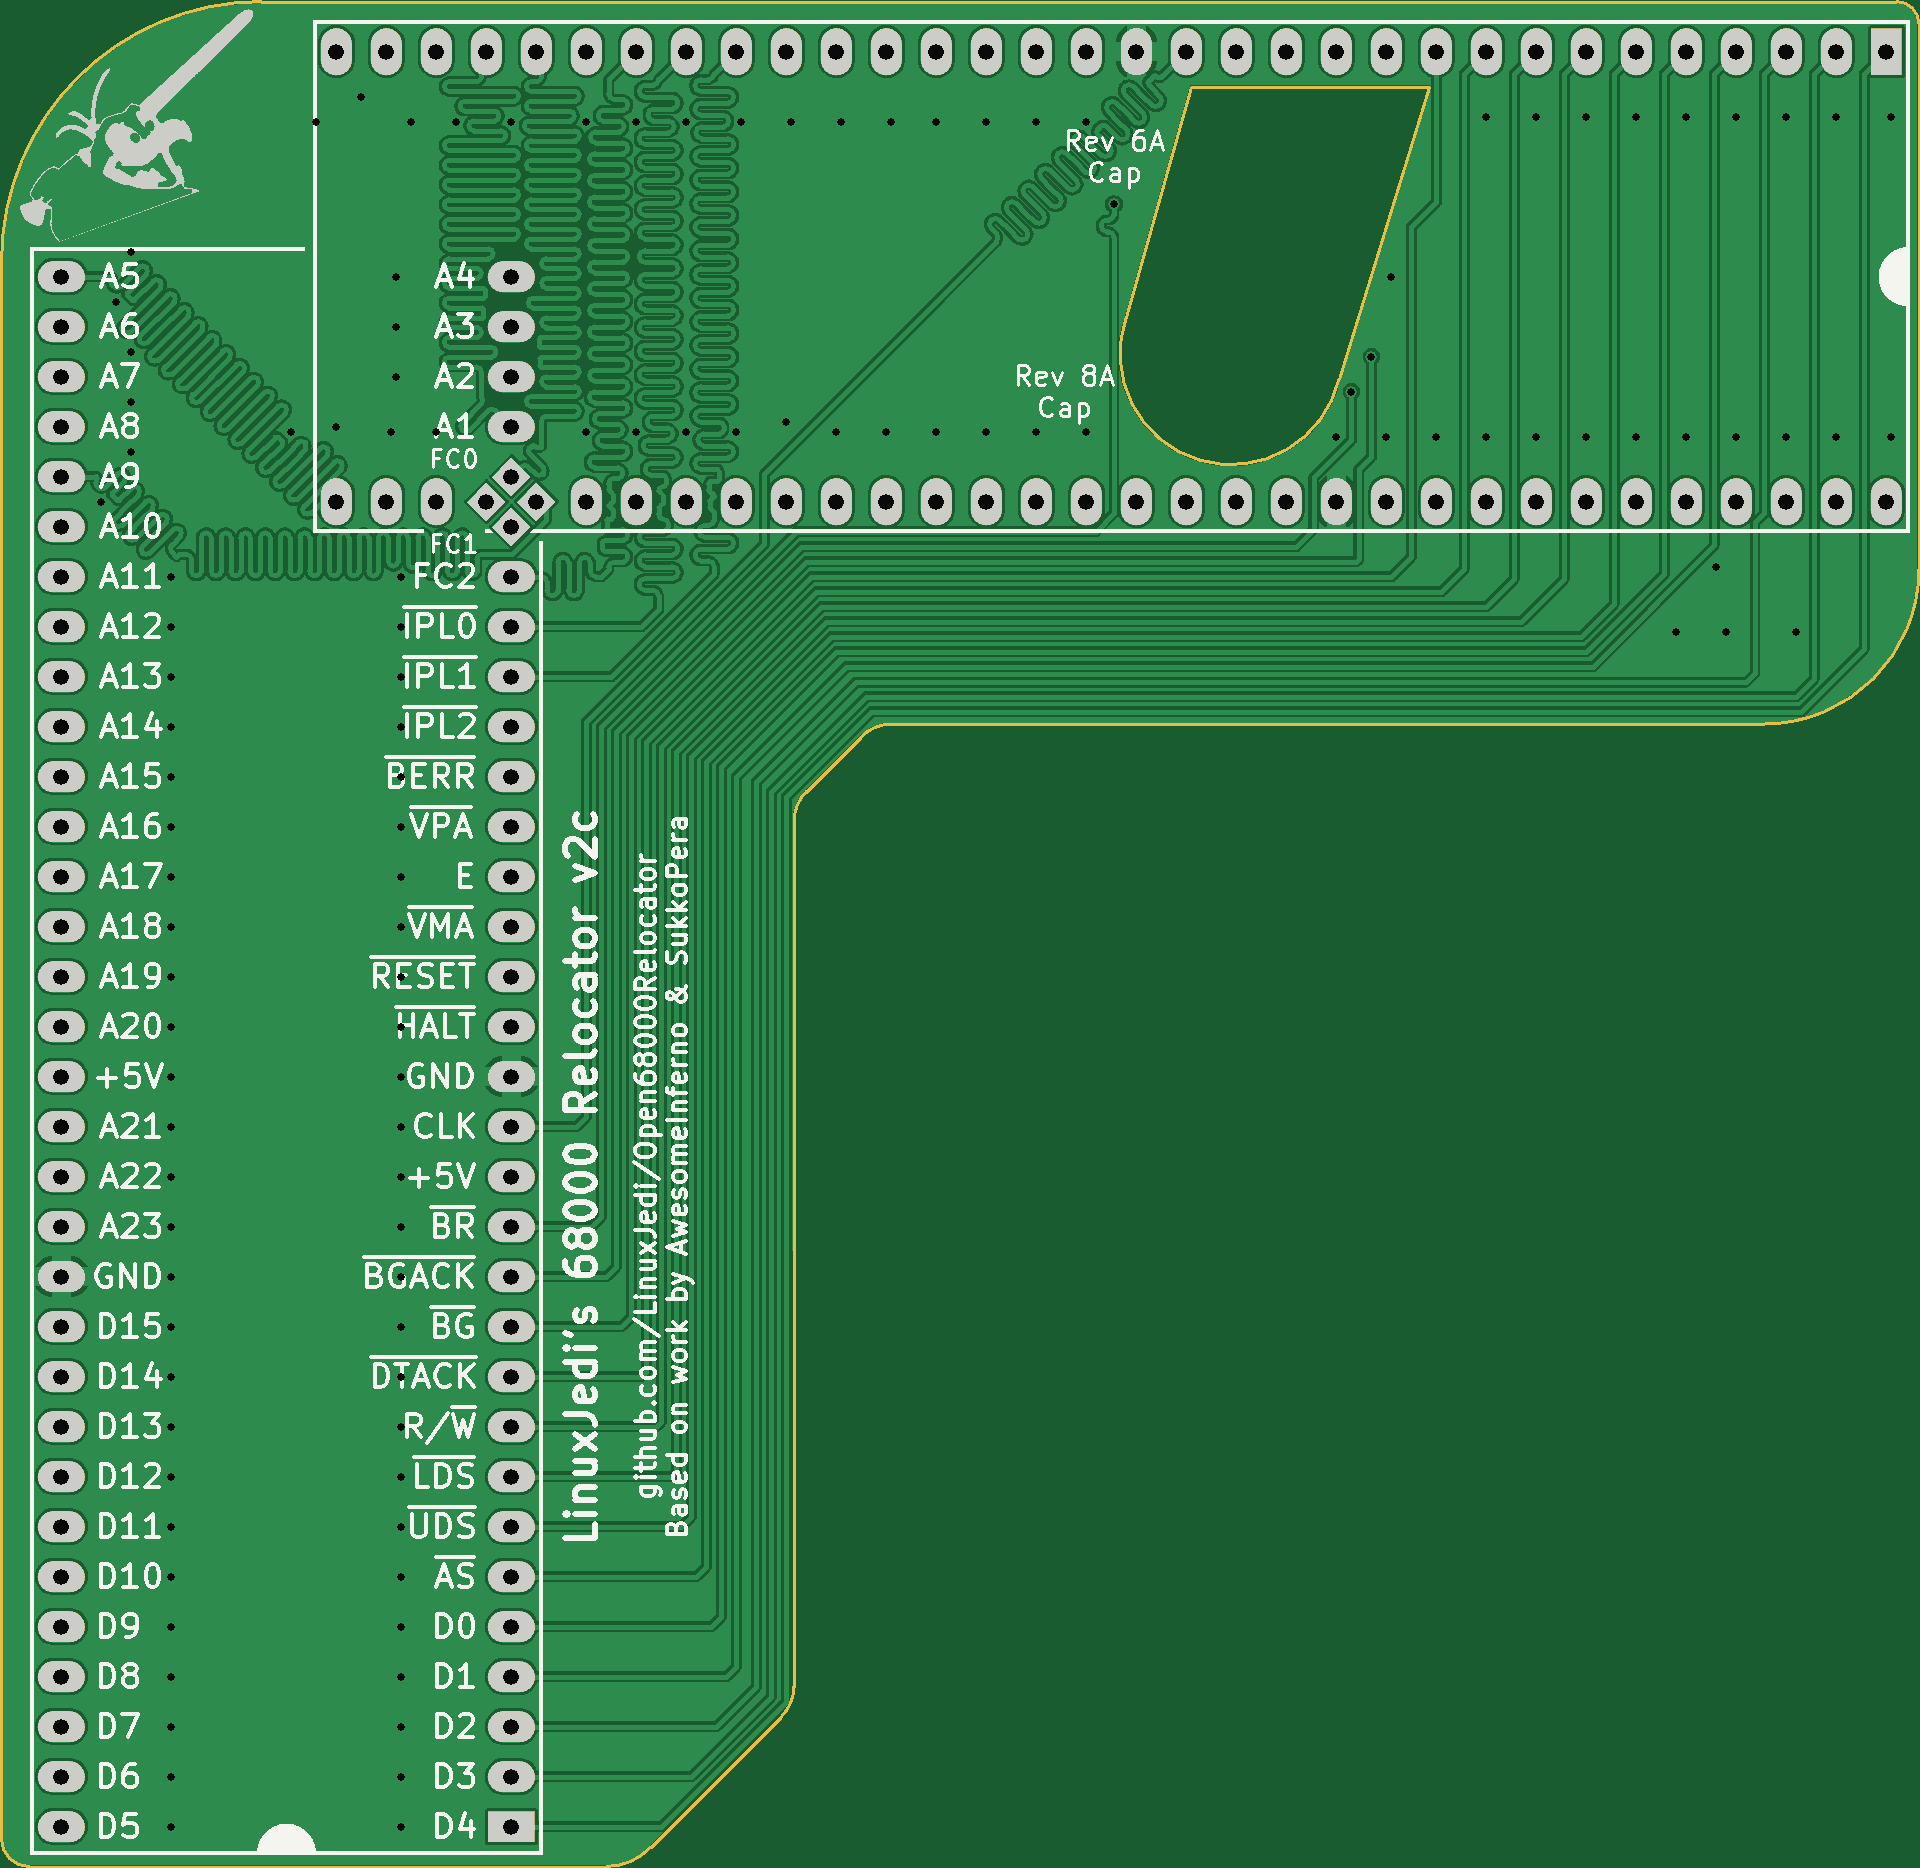 Rev 6A
Cap
A5 A4
A6 A3
A7 Rev 8A A2
Cap
A8 A1
FC0
A9
A10
FC1
A11 FC2
A12 IPL0
A13 IPL1
A14 IPL2
A15 BERR
A16 VPA
A17 E
A18 VMA
A19 RESET
A20 HALT
+5V GND
A21 CLK
A22 +5V
A23 BR
GND BGACK
D15 BG
D14 DTACK
D13 R/W
D12 LDS
D11 UDS
D10 AS
D9 D0
D8 D1
D7 D2
D6 D3
D5 D4
LinuxJedi's 68000 Relocator v2c
github.com/LinuxJedi/Open68000Relocator
Based on work by AwesomeInferno & SukkoPera